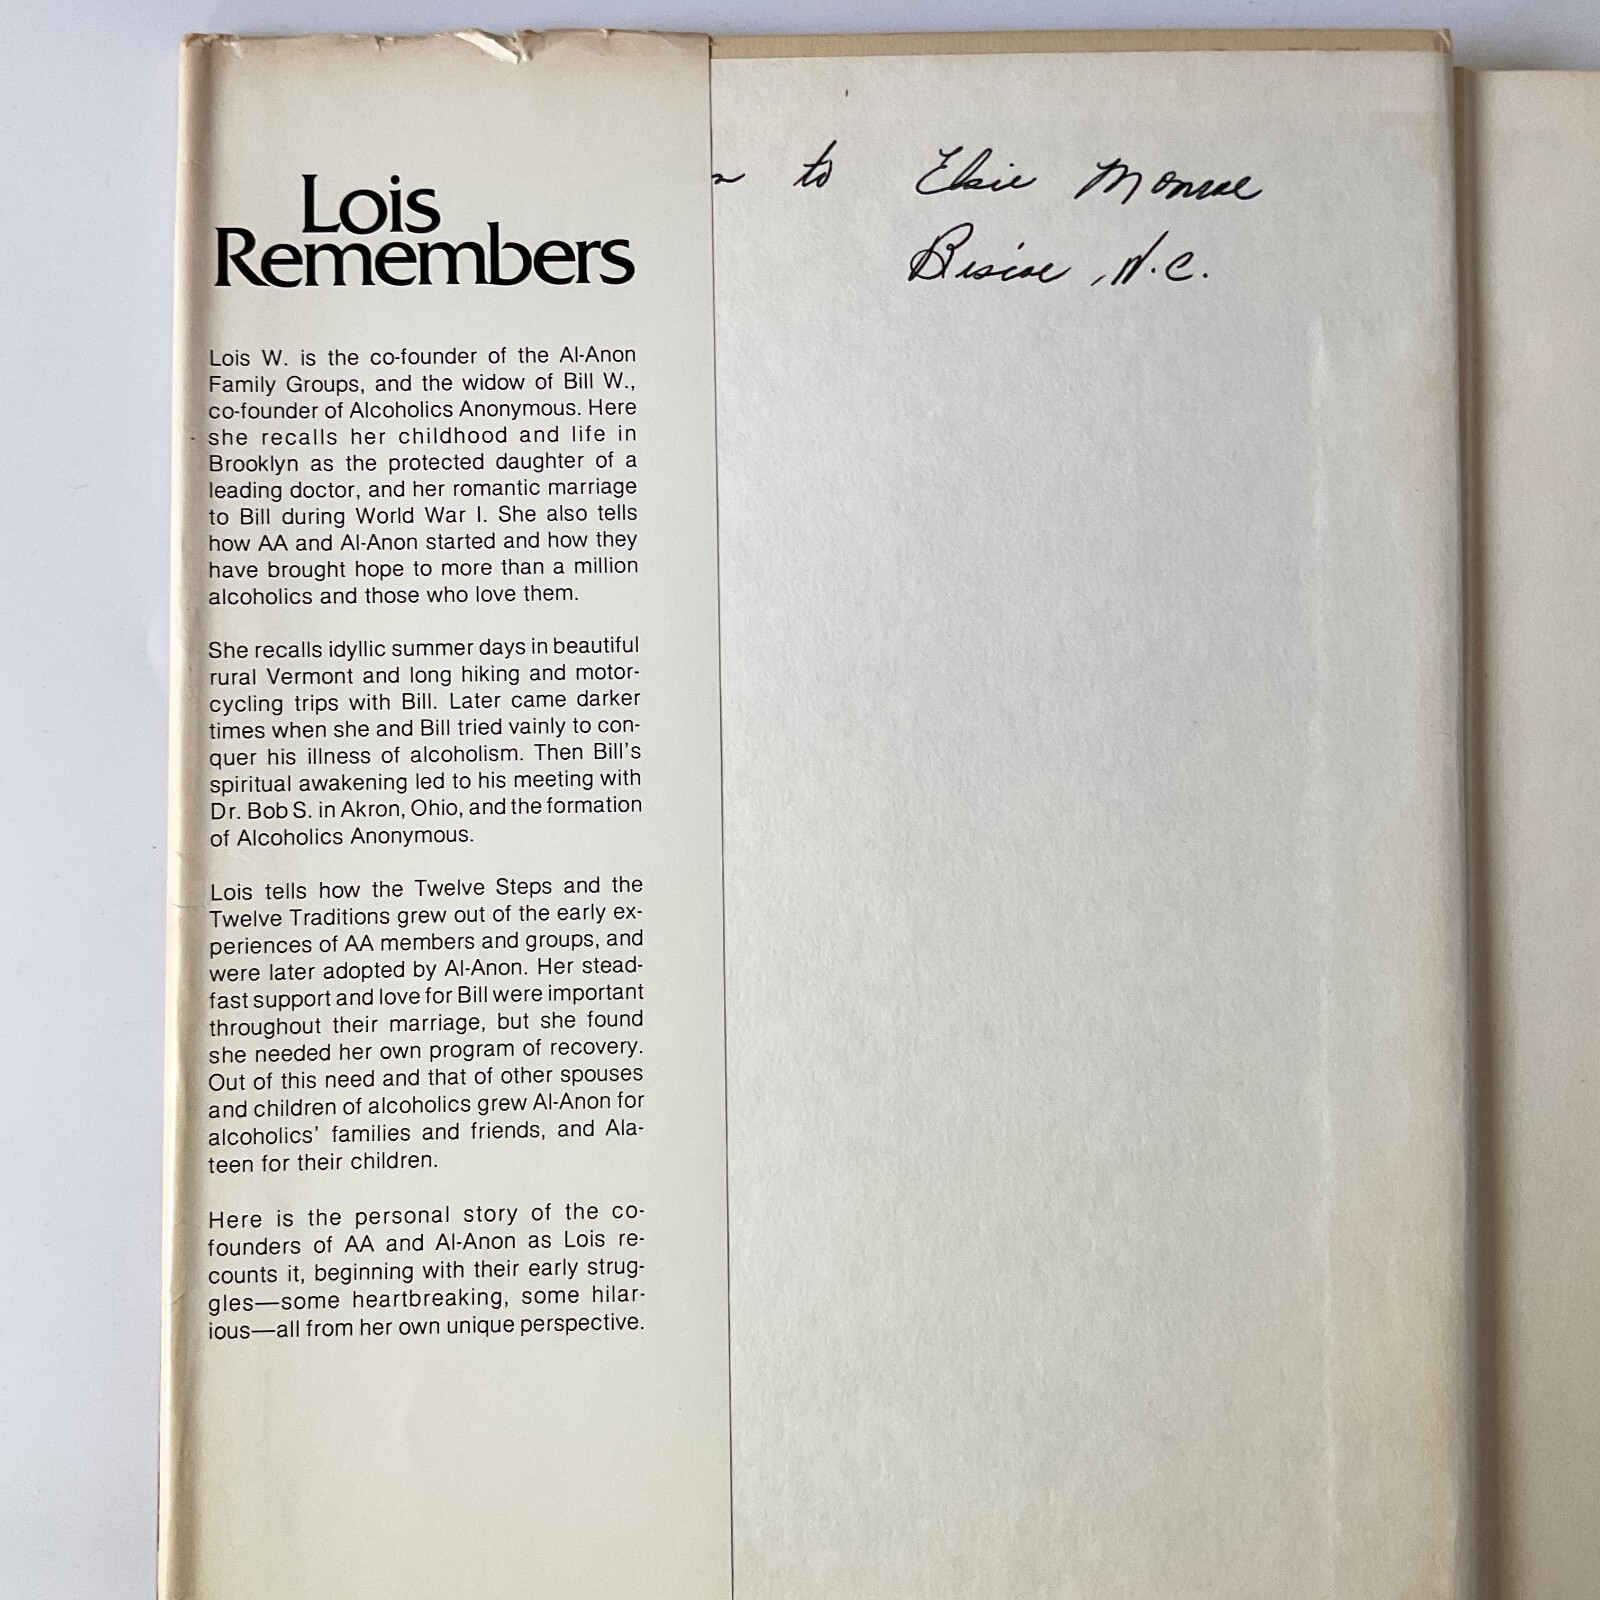 Lois
Remembers
Lois W. is the co-founder of the Al-Anon
Family Groups, and the widow of Bill W.,
co-founder of Alcoholics Anonymous. Here
she recalls her childhood and life in
Brooklyn as the protected daughter of a
leading doctor, and her romantic marriage
to Bill during World War I. She also tells
how AA and Al-Anon started and how they
have brought hope to more than a million
alcoholics and those who love them.
She recalls idyllic summer days in beautiful
rural Vermont and long hiking and motor-
cycling trips with Bill. Later came darker
times when she and Bill tried vainly to con-
quer his illness of alcoholism. Then Bill's
spiritual awakening led to his meeting with
Dr. Bob S. in Akron, Ohio, and the formation
of Alcoholics Anonymous.
Lois tells how the Twelve Steps and the
Twelve Traditions grew out of the early ex-
periences of AA members and groups, and
were later adopted by Al-Anon. Her stead-
fast support and love for Bill were important
throughout their marriage, but she found
she needed her own program of recovery.
Out of this need and that of other spouses
and children of alcoholics grew Al-Anon for
alcoholics' families and friends, and Ala-
teen for their children.
Here is the personal story of the co-
founders of AA and Al-Anon as Lois re-
counts it, beginning with their early strug-
gles—some heartbreaking, some hilar-
ious—all from her own unique perspective.
to Elsie Monroe
Biscoe, N.C.